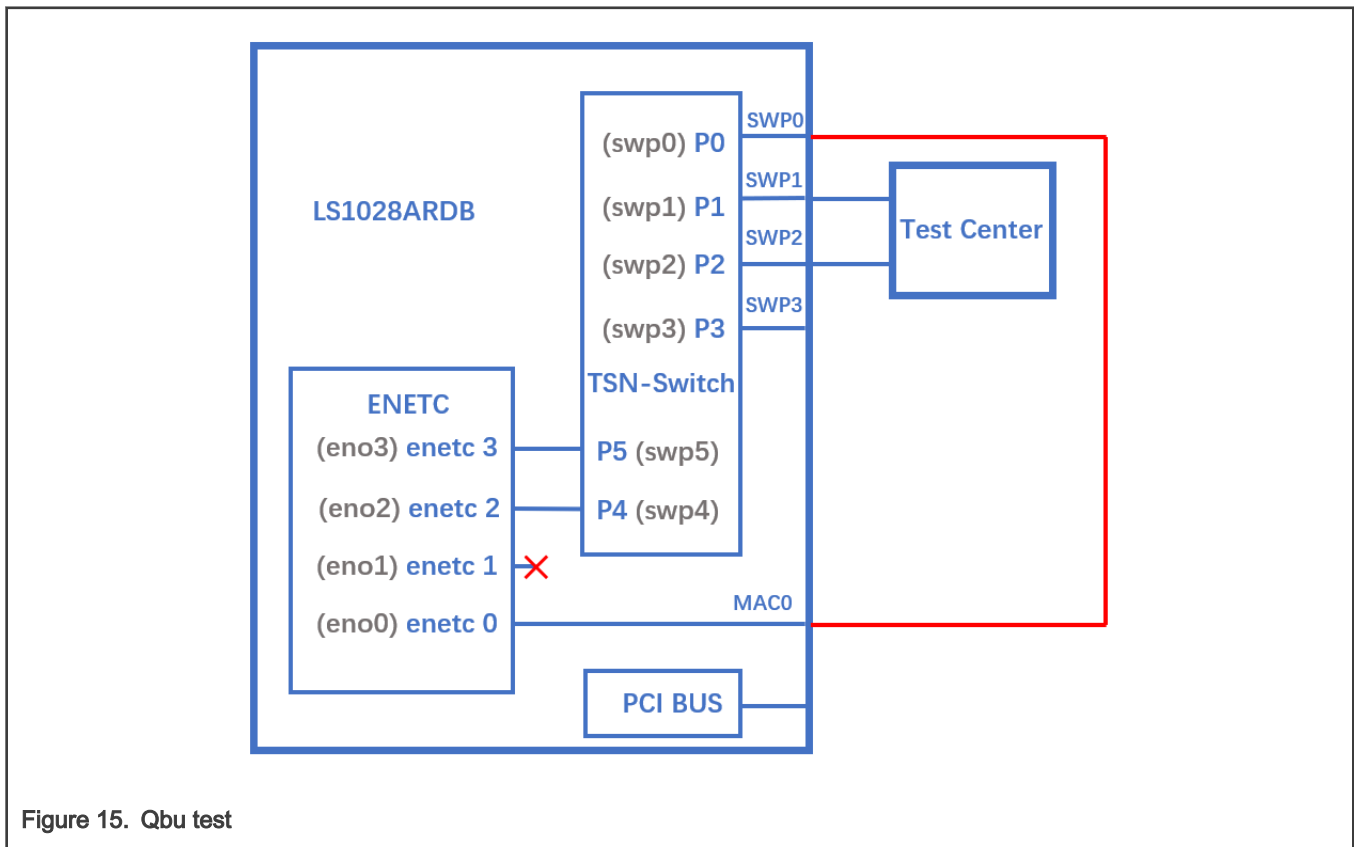 SWP0
(swp0) P0
SWP1
LS1028ARDB
(swp1) P1
Test Center
SWP2
(swp2) P2
SWP3
(swp3) P3
TSN-Switch
ENETC
(eno3) enetc 3
P5 (swp5)
(eno2) enetc 2
P4 (swp4)
(eno1) enetc 1
MAC0
(eno0) enetc 0
PCI BUS
Figure 15. Qbu test